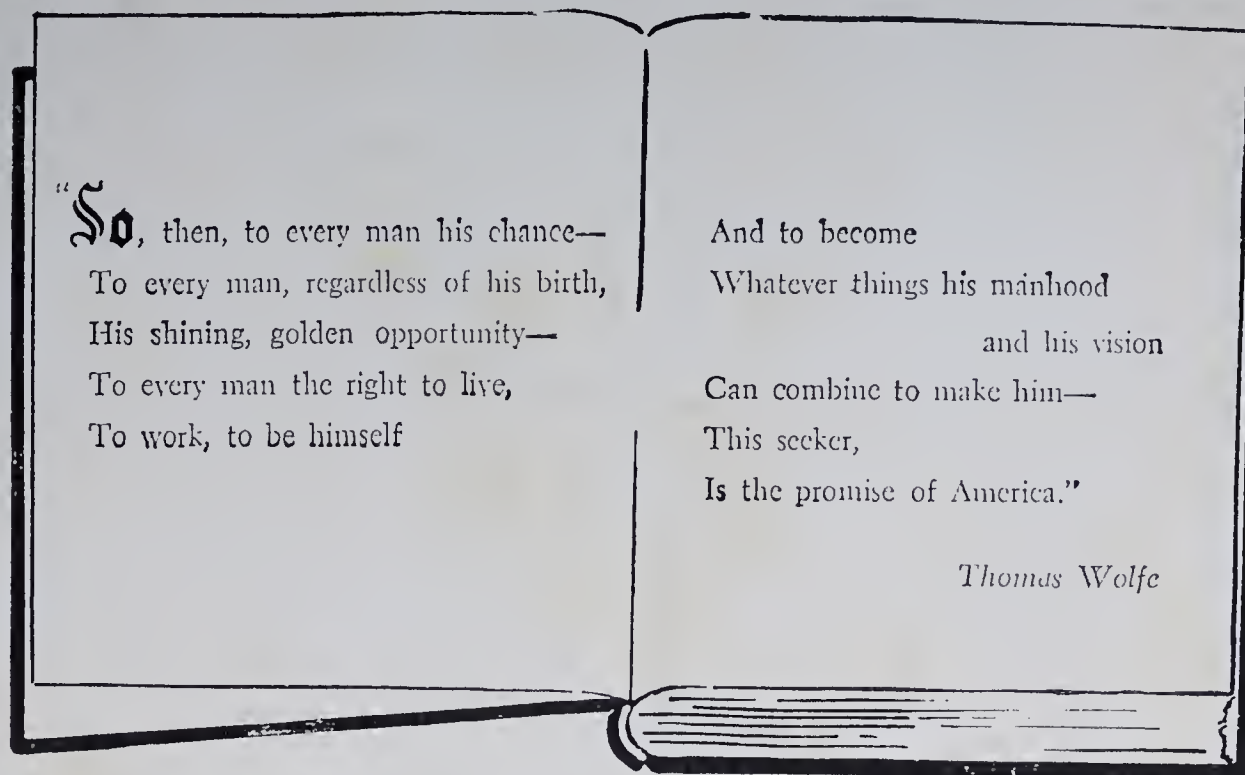 “So, then, to every man his chance—
To every man, regardless of his birth,
His shining, golden opportunity—
To every man the right to live,
To work, to be himself
And to become
Whatever things his manhood
and his vision
Can combine to make him—
This seeker,
Is the promise of America.”
Thomas Wolfe